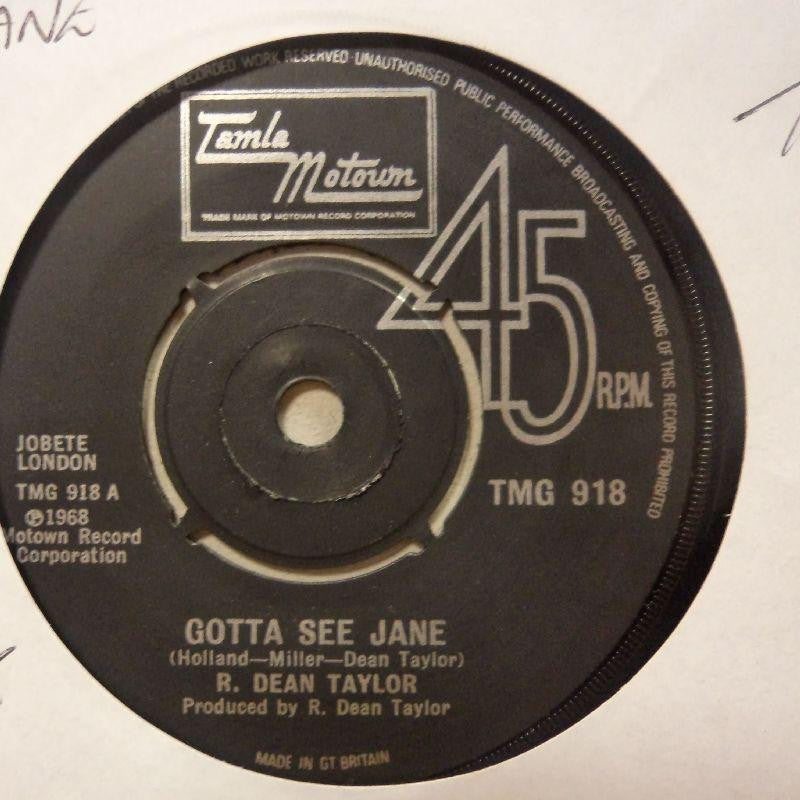 ANE
OF THE RECORDED WORK RESERVED · UNAUTHORISED PUBLIC PERFORMANCE BROADCASTING AND COPYING OF THIS RECORD PROHIBITED
Tamla
Motown
TRADE MARK OF MOTOWN RECORD CORPORATION
45
R.P.M.
JOBETE
LONDON
TMG 918 A
℗1968
Motown Record
Corporation
TMG 918
GOTTA SEE JANE
(Holland—Miller—Dean Taylor)
R. DEAN TAYLOR
Produced by R. Dean Taylor
MADE IN GT BRITAIN